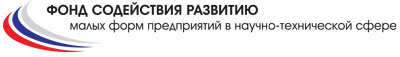 ФОНД СОДЕЙСТВИЯ РАЗВИТИЮ
малых форм предприятий в научно-технической сфере